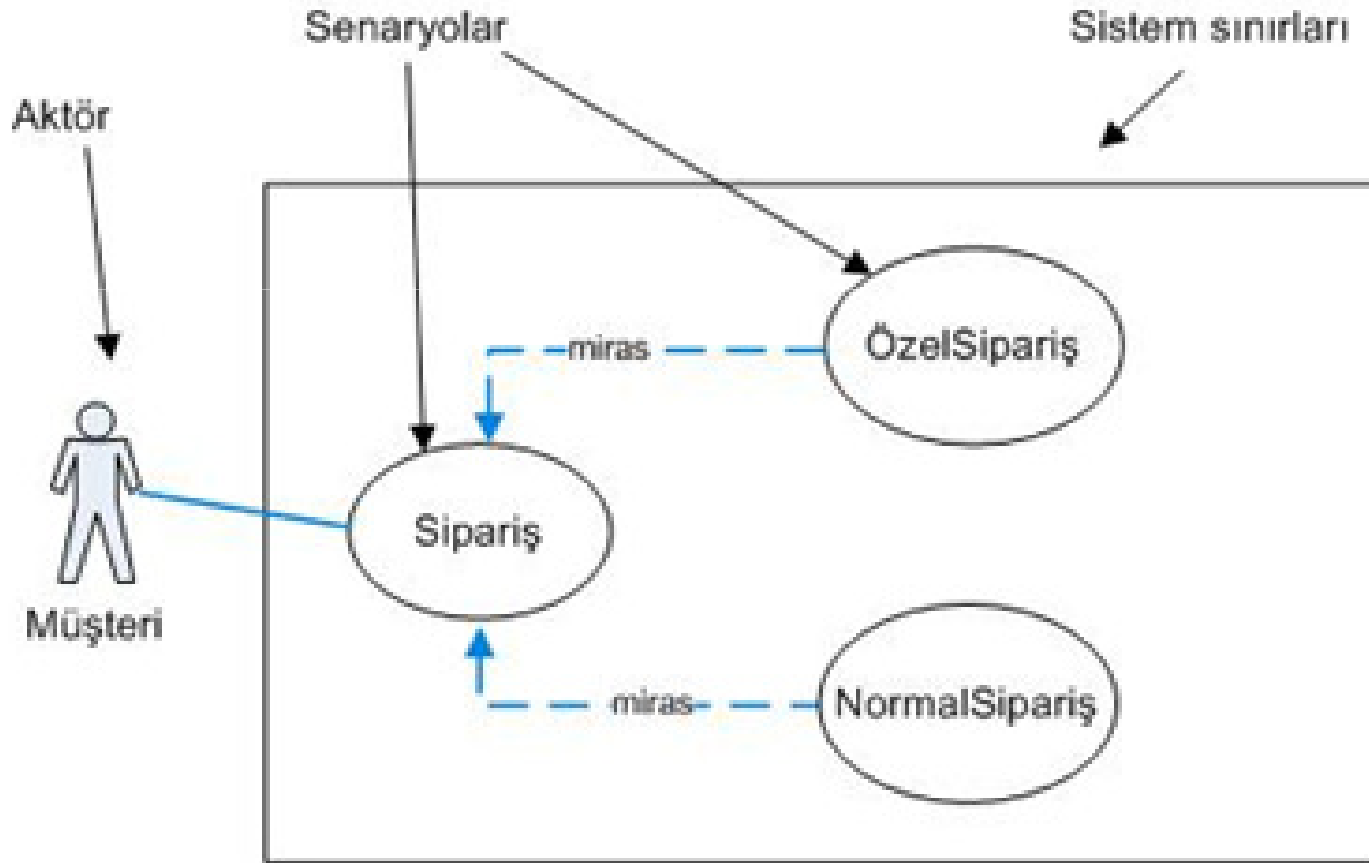 Senaryolar
Sistem sınırları
Aktör
miras
ÖzelSipariş
Sipariş
Müşteri
miras
NormalSipariş